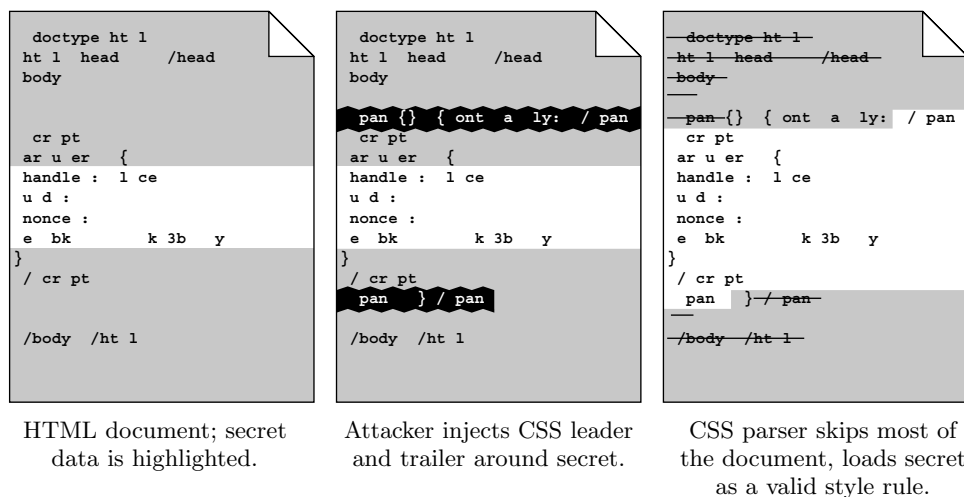 doctype ht l
ht l head /head
body
cr pt
ar u er {
handle : l ce
u d :
nonce :
e bk k 3b y
}
/ cr pt
/body /ht l
HTML document; secret
data is highlighted.
doctype ht l
ht l head /head
body
pan {} { ont a ly: / pan
cr pt
ar u er {
handle : l ce
u d :
nonce :
e bk k 3b y
}
/ cr pt
pan } / pan
/body /ht l
Attacker injects CSS leader
and trailer around secret.
doctype ht l
ht l head /head
body
pan {} { ont a ly: / pan
cr pt
ar u er {
handle : l ce
u d :
nonce :
e bk k 3b y
}
/ cr pt
pan } / pan
/body /ht l
CSS parser skips most of
the document, loads secret
as a valid style rule.